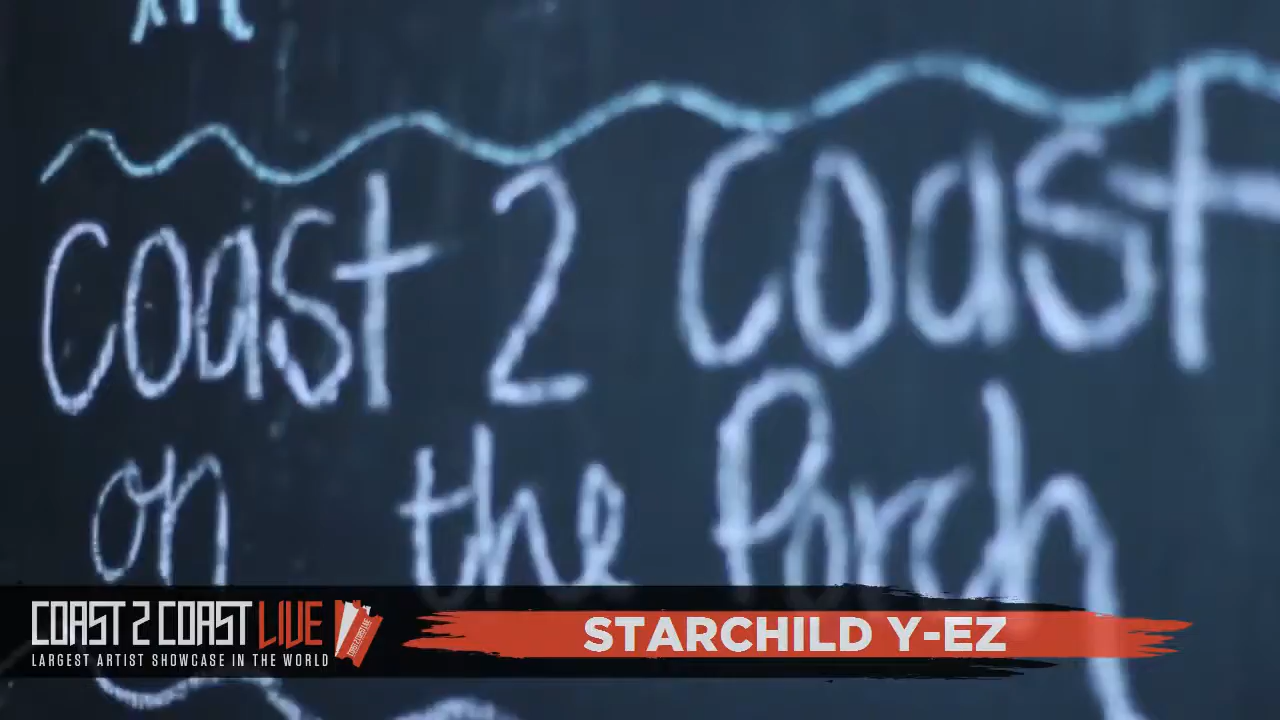 coast 2 coast
on the Porch
COAST 2 COAST LIVE
LARGEST ARTIST SHOWCASE IN THE WORLD
STARCHILD Y-EZ